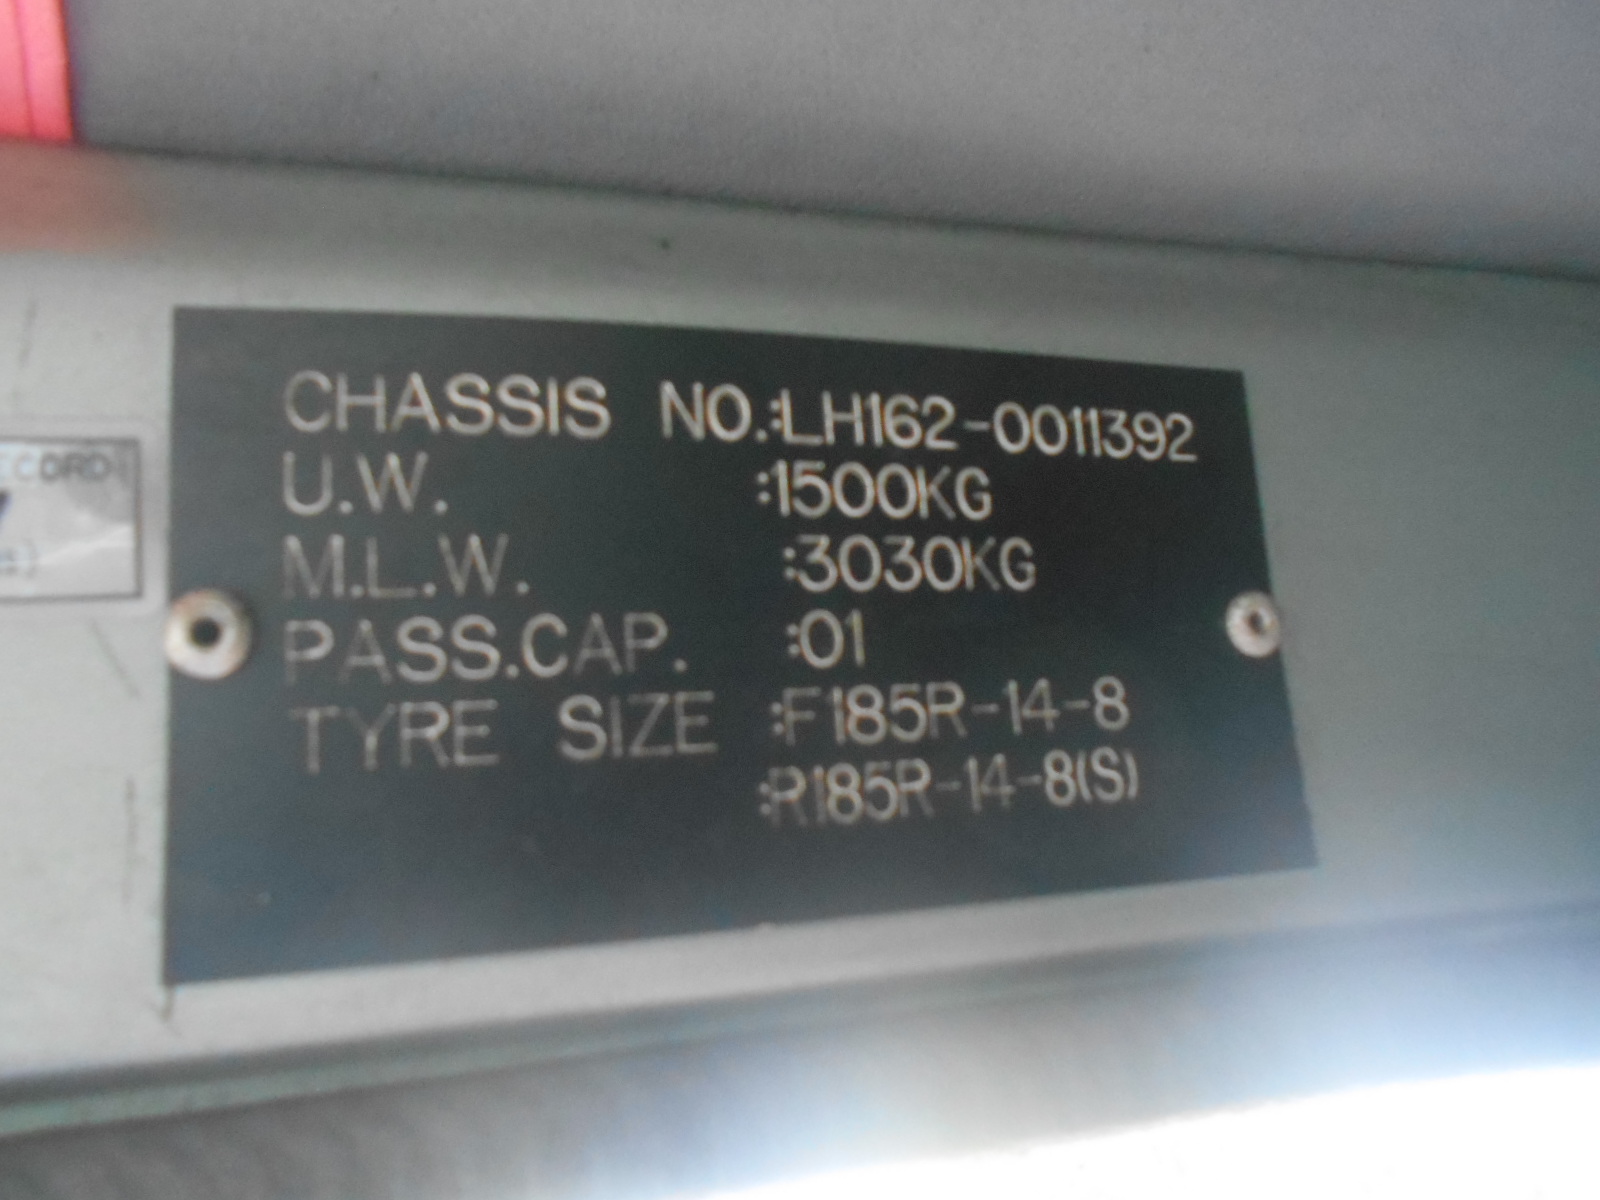 CHASSIS NO.:LH162-0011392
U.W. :1500KG
M.L.W. :3030KG
PASS.CAP. :01
TYRE SIZE :F185R-14-8
:R185R-14-8(S)